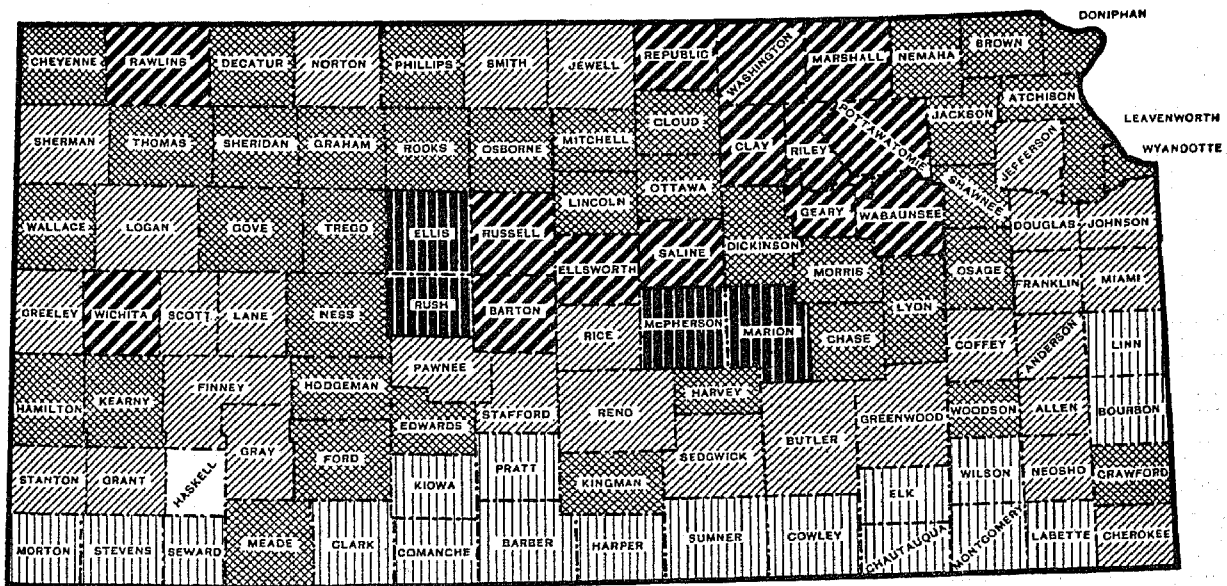 DONIPHAN
CHEYENNE RAWLINS DECATUR NORTON PHILLIPS SMITH JEWELL REPUBLIC WASHINGTON MARSHALL NEMAHA BROWN
ATCHISON
LEAVENWORTH
WYANDOTTE
SHERMAN THOMAS SHERIDAN GRAHAM ROOKS OSBORNE MITCHELL CLOUD CLAY RILEY POTTAWATOMIE JACKSON JEFFERSON
WALLACE LOGAN GOVE TREGO ELLIS RUSSELL LINCOLN OTTAWA GEARY WABAUNSEE SHAWNEE DOUGLAS JOHNSON
ELLSWORTH SALINE DICKINSON MORRIS OSAGE FRANKLIN MIAMI
GREELEY WICHITA SCOTT LANE NESS RUSH BARTON RICE McPHERSON MARION CHASE LYON COFFEY ANDERSON LINN
HAMILTON KEARNY FINNEY HODGEMAN PAWNEE STAFFORD RENO HARVEY BUTLER GREENWOOD WOODSON ALLEN BOURBON
GRAY FORD EDWARDS
STANTON GRANT HASKELL KIOWA PRATT KINGMAN SEDGWICK ELK WILSON NEOSHO CRAWFORD
MORTON STEVENS SEWARD MEADE CLARK COMANCHE BARBER HARPER SUMNER COWLEY CHAUTAUQUA MONTGOMERY LABETTE CHEROKEE